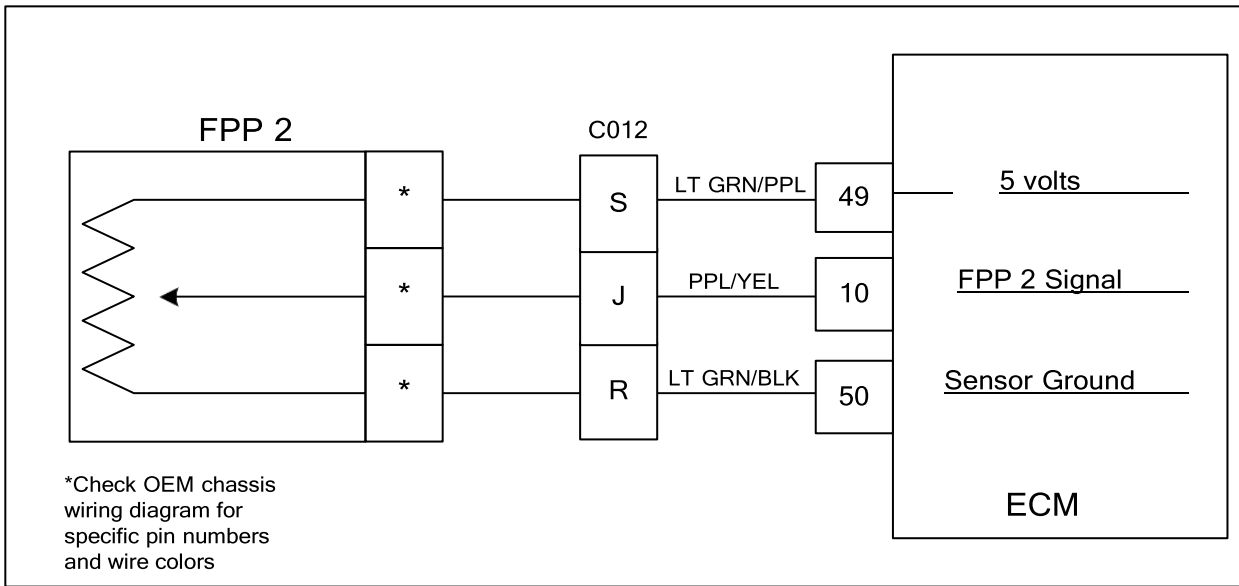 FPP 2
C012
*
S
LT GRN/PPL
49
5 volts
*
J
PPL/YEL
10
FPP 2 Signal
*
R
LT GRN/BLK
50
Sensor Ground
ECM
*Check OEM chassis
wiring diagram for
specific pin numbers
and wire colors